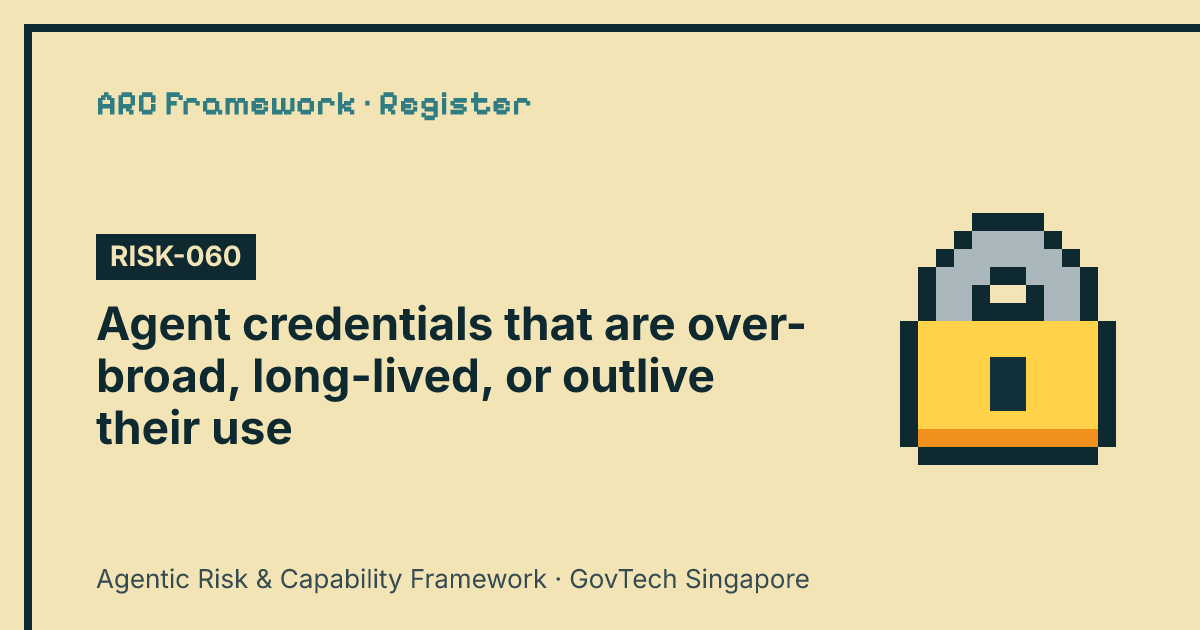 ARC Framework · Register
RISK-060
Agent credentials that are over-
broad, long-lived, or outlive
their use
Agentic Risk & Capability Framework · GovTech Singapore